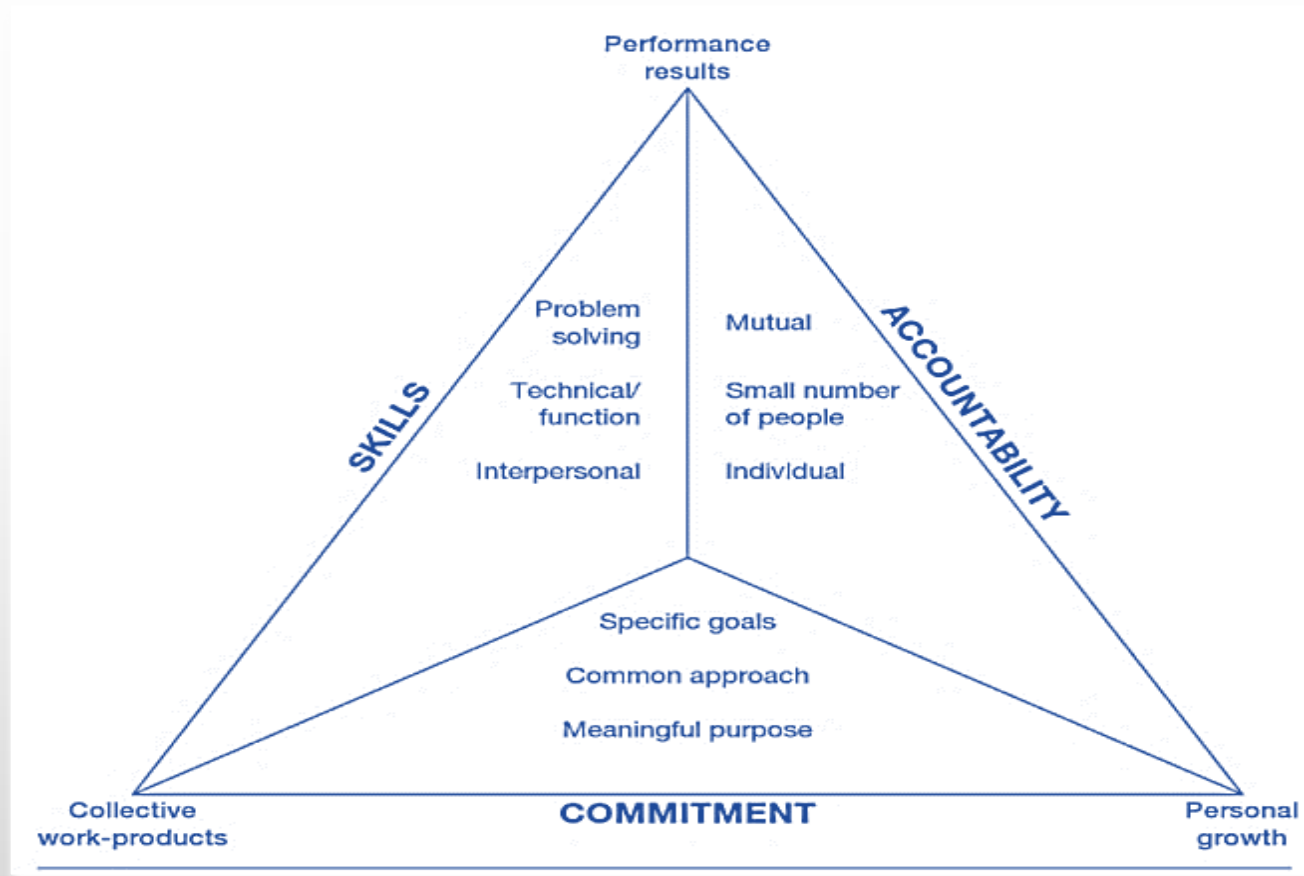 Performance
results
Problem
solving
Technical/
function
Interpersonal
SKILLS
Mutual
Small number
of people
Individual
ACCOUNTABILITY
Specific goals
Common approach
Meaningful purpose
Collective
work-products
COMMITMENT
Personal
growth